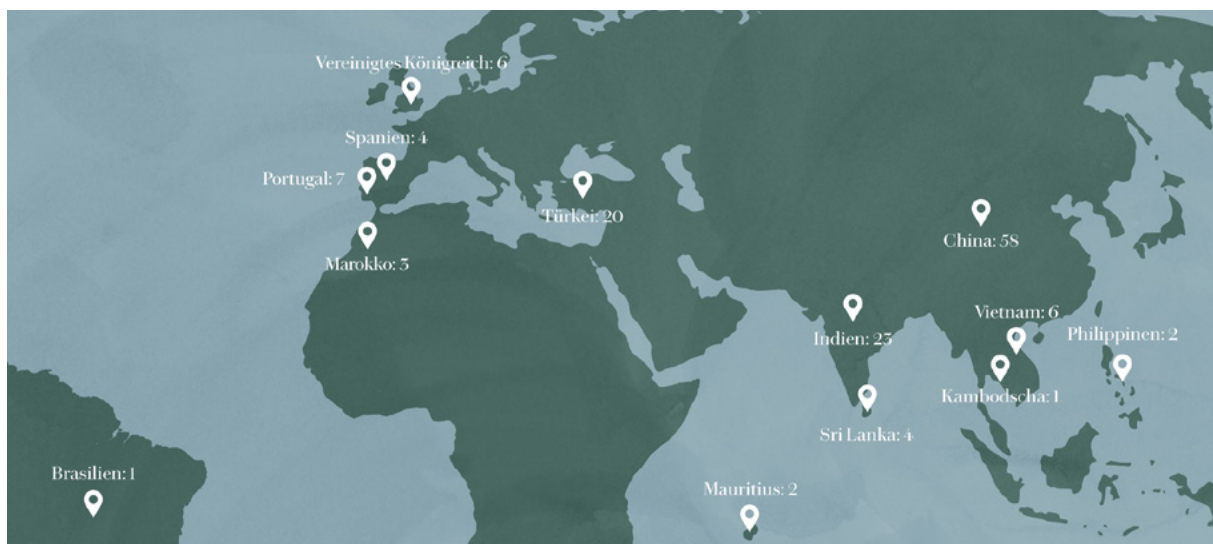 Vereinigtes Königreich: 6
Spanien: 4
Portugal: 7
Türkei: 20
Marokko: 3
China: 58
Indien: 23
Vietnam: 6
Philippinen: 2
Kambodscha: 1
Sri Lanka: 4
Brasilien: 1
Mauritius: 2